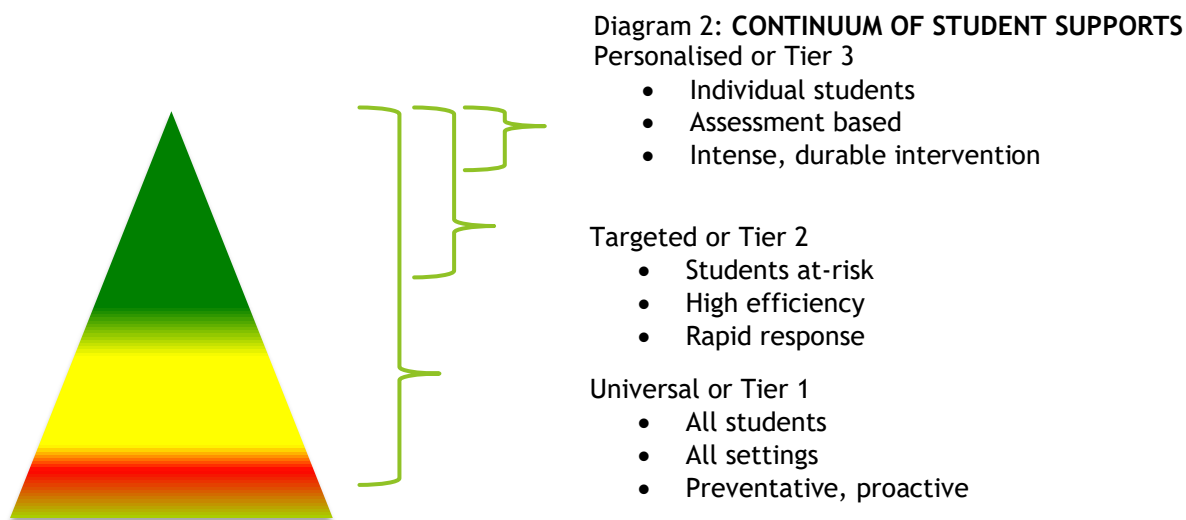 Diagram 2: CONTINUUM OF STUDENT SUPPORTS
Personalised or Tier 3
• Individual students
• Assessment based
• Intense, durable intervention
Targeted or Tier 2
• Students at-risk
• High efficiency
• Rapid response
Universal or Tier 1
• All students
• All settings
• Preventative, proactive